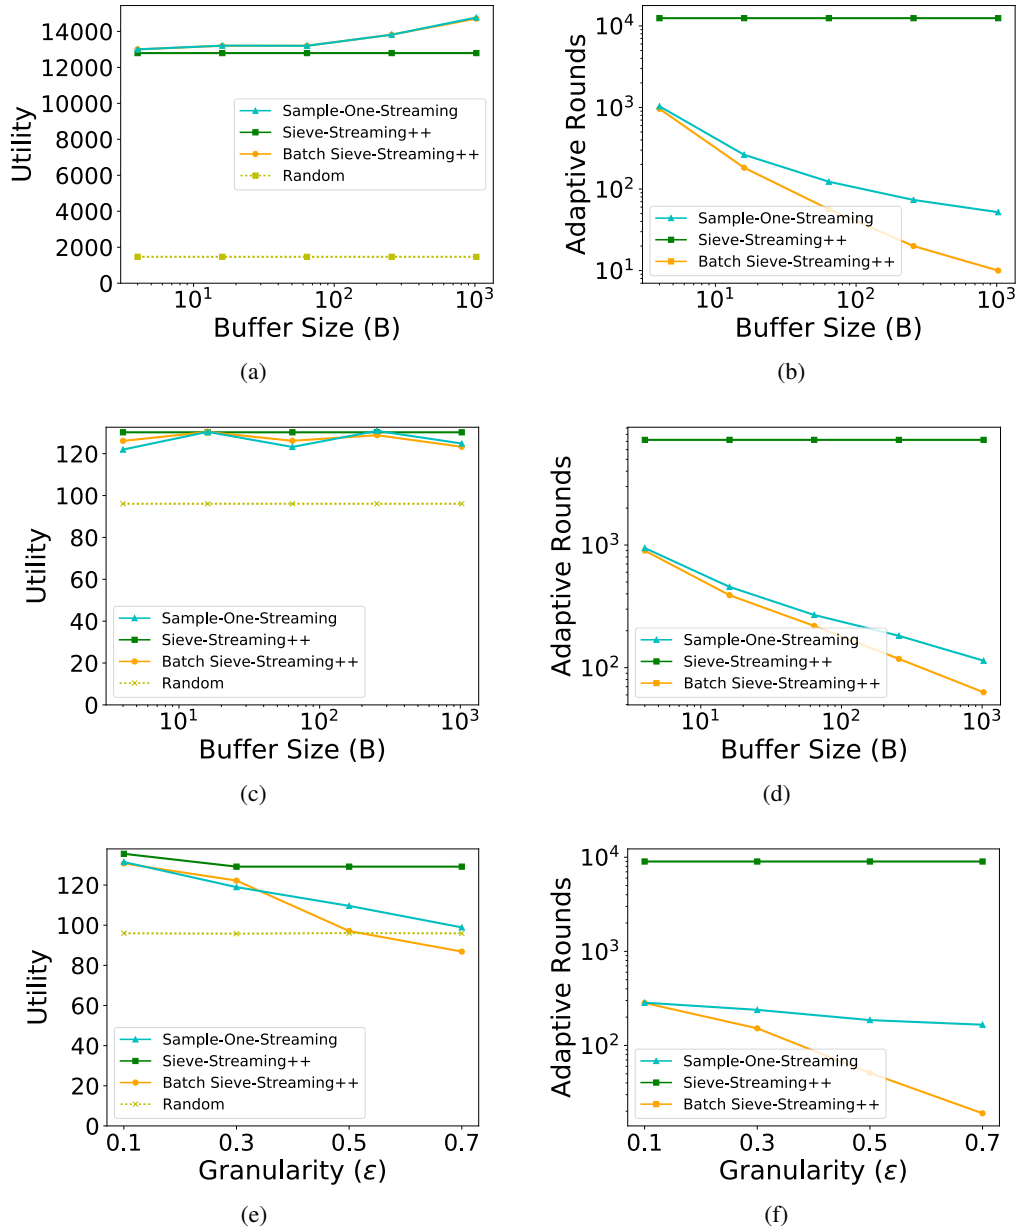 14000
12000
10000
8000
6000
4000
2000
0
Utility
Sample-One-Streaming
Sieve-Streaming++
Batch Sieve-Streaming++
Random
10^1
10^2
10^3
Buffer Size (B)
(a)
10^4
10^3
10^2
10^1
Adaptive Rounds
Sample-One-Streaming
Sieve-Streaming++
Batch Sieve-Streaming++
10^1
10^2
10^3
Buffer Size (B)
(b)
120
100
80
60
40
20
0
Utility
Sample-One-Streaming
Sieve-Streaming++
Batch Sieve-Streaming++
Random
10^1
10^2
10^3
Buffer Size (B)
(c)
10^3
10^2
Adaptive Rounds
Sample-One-Streaming
Sieve-Streaming++
Batch Sieve-Streaming++
10^1
10^2
10^3
Buffer Size (B)
(d)
120
100
80
60
40
20
0
Utility
Sample-One-Streaming
Sieve-Streaming++
Batch Sieve-Streaming++
Random
0.1
0.3
0.5
0.7
Granularity (ε)
(e)
10^4
10^3
10^2
Adaptive Rounds
Sample-One-Streaming
Sieve-Streaming++
Batch Sieve-Streaming++
0.1
0.3
0.5
0.7
Granularity (ε)
(f)